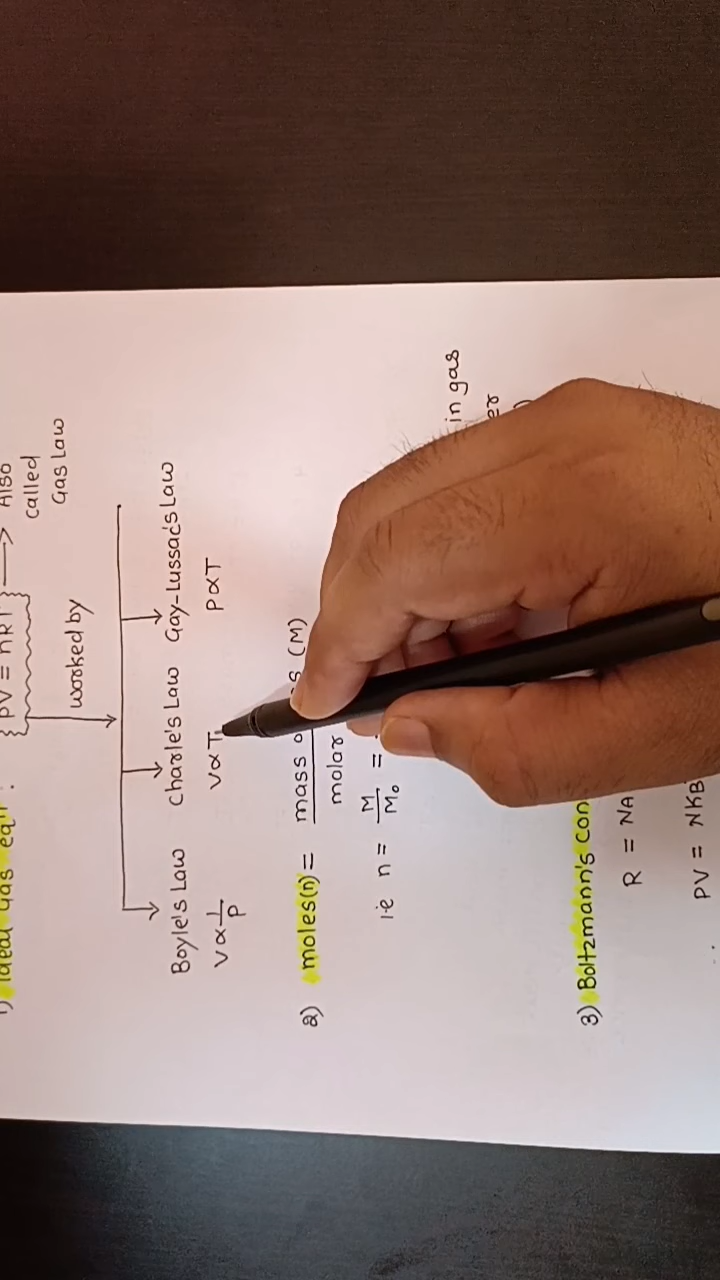 1) Ideal Gas eqn :
PV = nRT → Also called Gas Law
worked by
Boyle's Law Charle's Law Gay-Lussac's Law
V ∝ 1/P V ∝ T P ∝ T
2) moles(n) = mass (M)
molar
i.e n = M/M₀ =
in gas
3) Boltzmann's
R = NA
∴ PV = NKB